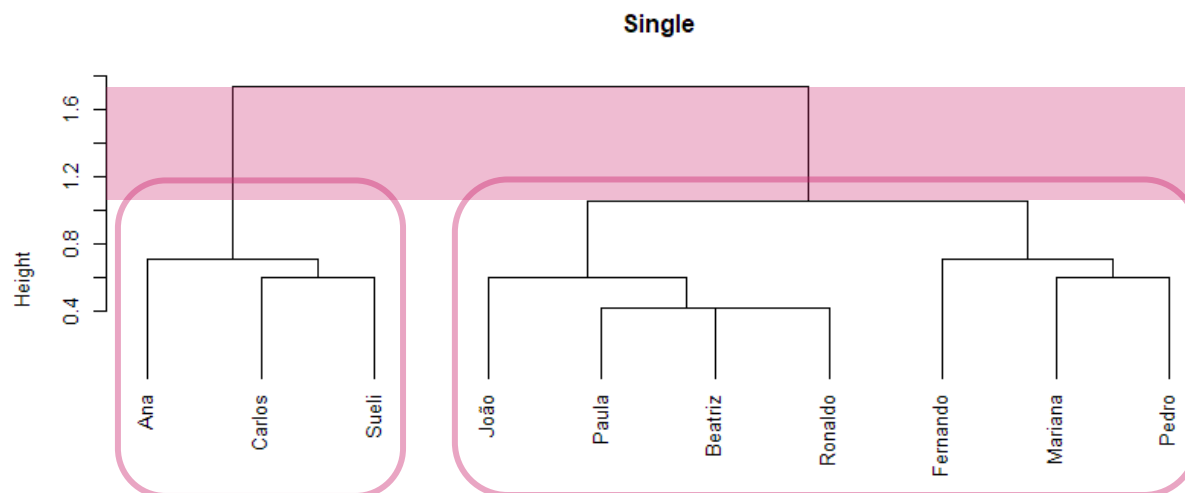 Single
Height
1.6
1.2
0.8
0.4
Ana
Carlos
Sueli
João
Paula
Beatriz
Ronaldo
Fernando
Mariana
Pedro